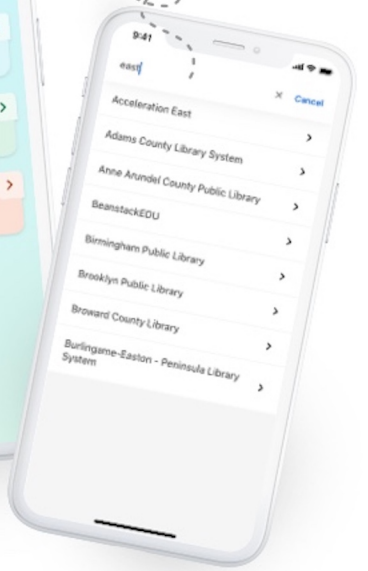 9:41
east
× Cancel
Acceleration East
Adams County Library System
Anne Arundel County Public Library
BeanstackEDU
Birmingham Public Library
Brooklyn Public Library
Broward County Library
Burlingame-Easton - Peninsula Library
System